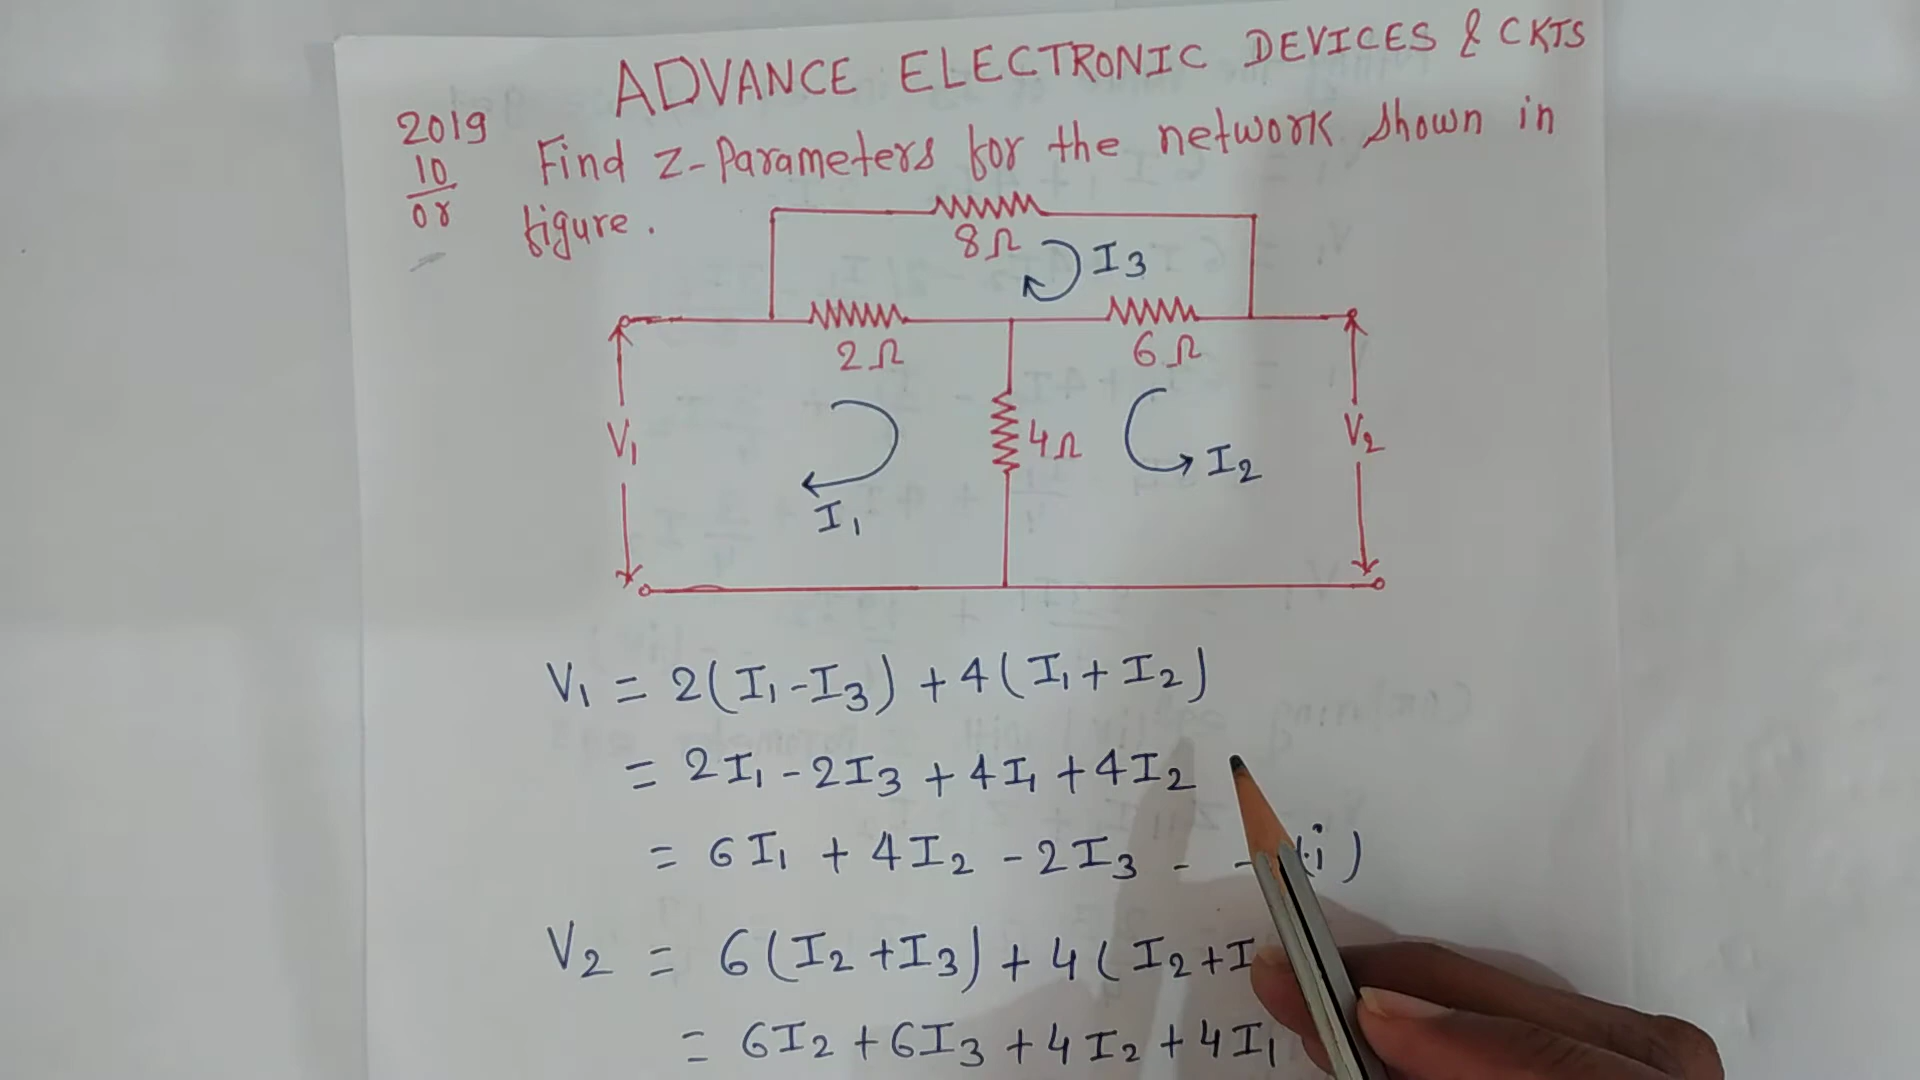 ADVANCE ELECTRONIC DEVICES & CKTS
2019
10
08
Find Z-Parameters for the network shown in
figure.
8Ω
I3
2Ω
6Ω
V1
4Ω
V2
I2
I1
V1 = 2(I1-I3) + 4(I1+I2)
= 2I1 - 2I3 + 4I1 + 4I2
= 6I1 + 4I2 - 2I3 - - (i)
V2 = 6(I2+I3) + 4(I2+I
= 6I2 + 6I3 + 4I2 + 4I1